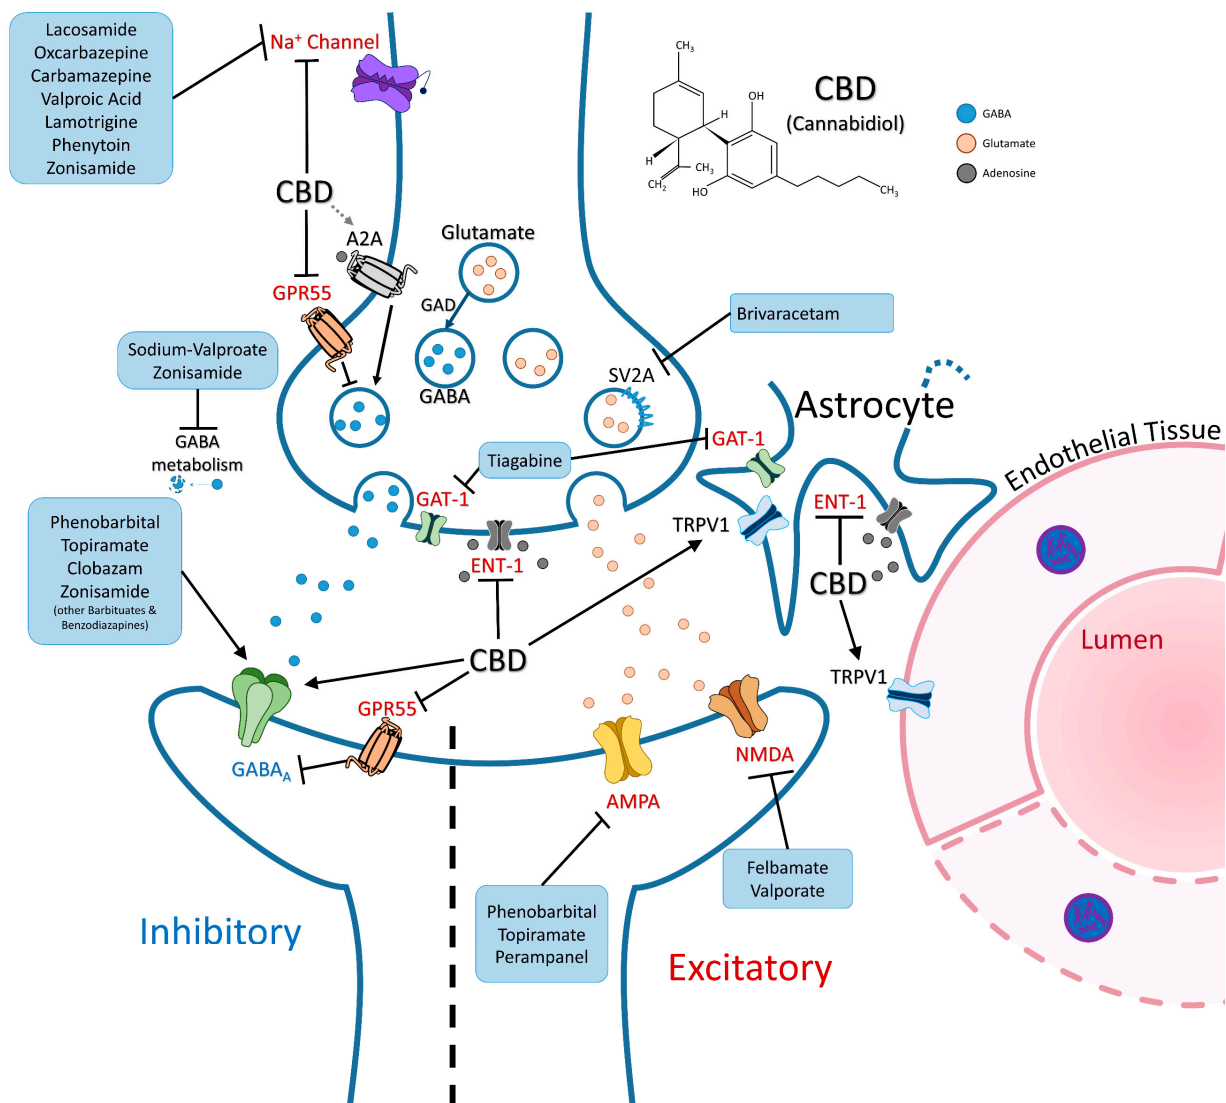 Lacosamide
Oxcarbazepine
Carbamazepine
Valproic Acid
Lamotrigine
Phenytoin
Zonisamide
Na⁺ Channel
CBD
A2A
GPR55
Glutamate
GAD
GABA
SV2A
CH₃
OH
H
H
CH₃
CH₂
HO
CH₃
CBD
(Cannabidiol)
GABA
Glutamate
Adenosine
Brivaracetam
Sodium-Valproate
Zonisamide
GABA
metabolism
Tiagabine
GAT-1
GAT-1
Astrocyte
Endothelial Tissue
ENT-1
TRPV1
ENT-1
CBD
Lumen
TRPV1
Phenobarbital
Topiramate
Clobazam
Zonisamide
(other Barbituates &
Benzodiazapines)
CBD
GPR55
GABA_A
NMDA
AMPA
Felbamate
Valporate
Phenobarbital
Topiramate
Perampanel
Inhibitory
Excitatory